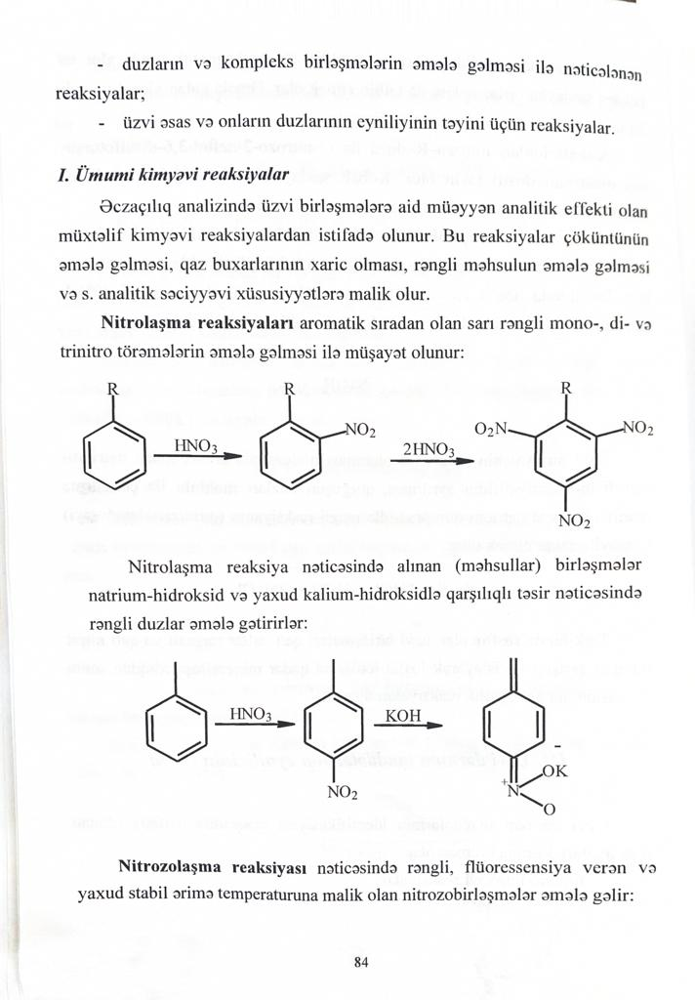 - duzların və kompleks birləşmələrin əmələ gəlməsi ilə nəticələnən
reaksiyalar;
- üzvi əsas və onların duzlarının eyniliyinin təyini üçün reaksiyalar.
I. Ümumi kimyəvi reaksiyalar
Əczaçılıq analizində üzvi birləşmələrə aid müəyyən analitik effekti olan
müxtəlif kimyəvi reaksiyalardan istifadə olunur. Bu reaksiyalar çöküntünün
əmələ gəlməsi, qaz buxarlarının xaric olması, rəngli məhsulun əmələ gəlməsi
və s. analitik səciyyəvi xüsusiyyətlərə malik olur.
Nitrolaşma reaksiyaları aromatik sıradan olan sarı rəngli mono-, di- və
trinitro törəmələrin əmələ gəlməsi ilə müşayət olunur:
R R R
HNO3 NO2 2HNO3 O2N NO2
NO2
Nitrolaşma reaksiya nəticəsində alınan (məhsullar) birləşmələr
natrium-hidroksid və yaxud kalium-hidroksidlə qarşılıqlı təsir nəticəsində
rəngli duzlar əmələ gətirirlər:
HNO3 KOH
NO2 +N - OK
O
Nitrozolaşma reaksiyası nəticəsində rəngli, flüoressensiya verən və
yaxud stabil ərimə temperaturuna malik olan nitrozobirləşmələr əmələ gəlir:
84